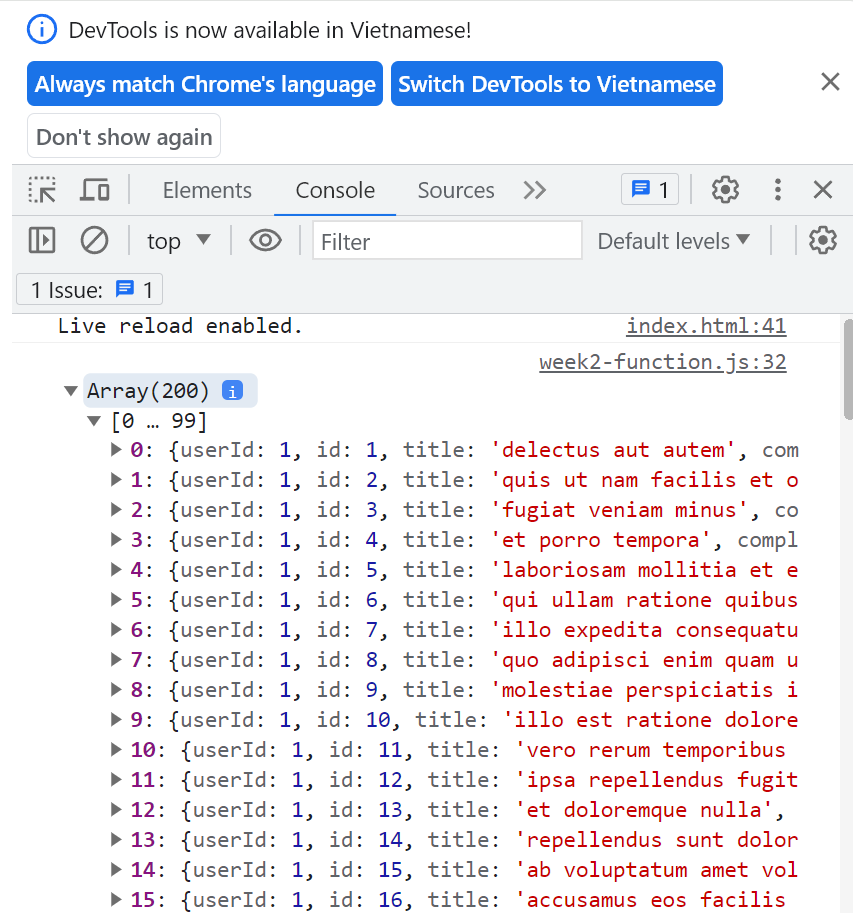 DevTools is now available in Vietnamese!
Always match Chrome's language Switch DevTools to Vietnamese
Don't show again
Elements Console Sources 1
top Filter Default levels
1 Issue: 1
Live reload enabled. index.html:41
week2-function.js:32
Array(200) i
[0 … 99]
0: {userId: 1, id: 1, title: 'delectus aut autem', com
1: {userId: 1, id: 2, title: 'quis ut nam facilis et o
2: {userId: 1, id: 3, title: 'fugiat veniam minus', co
3: {userId: 1, id: 4, title: 'et porro tempora', compl
4: {userId: 1, id: 5, title: 'laboriosam mollitia et e
5: {userId: 1, id: 6, title: 'qui ullam ratione quibus
6: {userId: 1, id: 7, title: 'illo expedita consequatu
7: {userId: 1, id: 8, title: 'quo adipisci enim quam u
8: {userId: 1, id: 9, title: 'molestiae perspiciatis i
9: {userId: 1, id: 10, title: 'illo est ratione dolore
10: {userId: 1, id: 11, title: 'vero rerum temporibus
11: {userId: 1, id: 12, title: 'ipsa repellendus fugit
12: {userId: 1, id: 13, title: 'et doloremque nulla',
13: {userId: 1, id: 14, title: 'repellendus sunt dolor
14: {userId: 1, id: 15, title: 'ab voluptatum amet vol
15: {userId: 1, id: 16, title: 'accusamus eos facilis